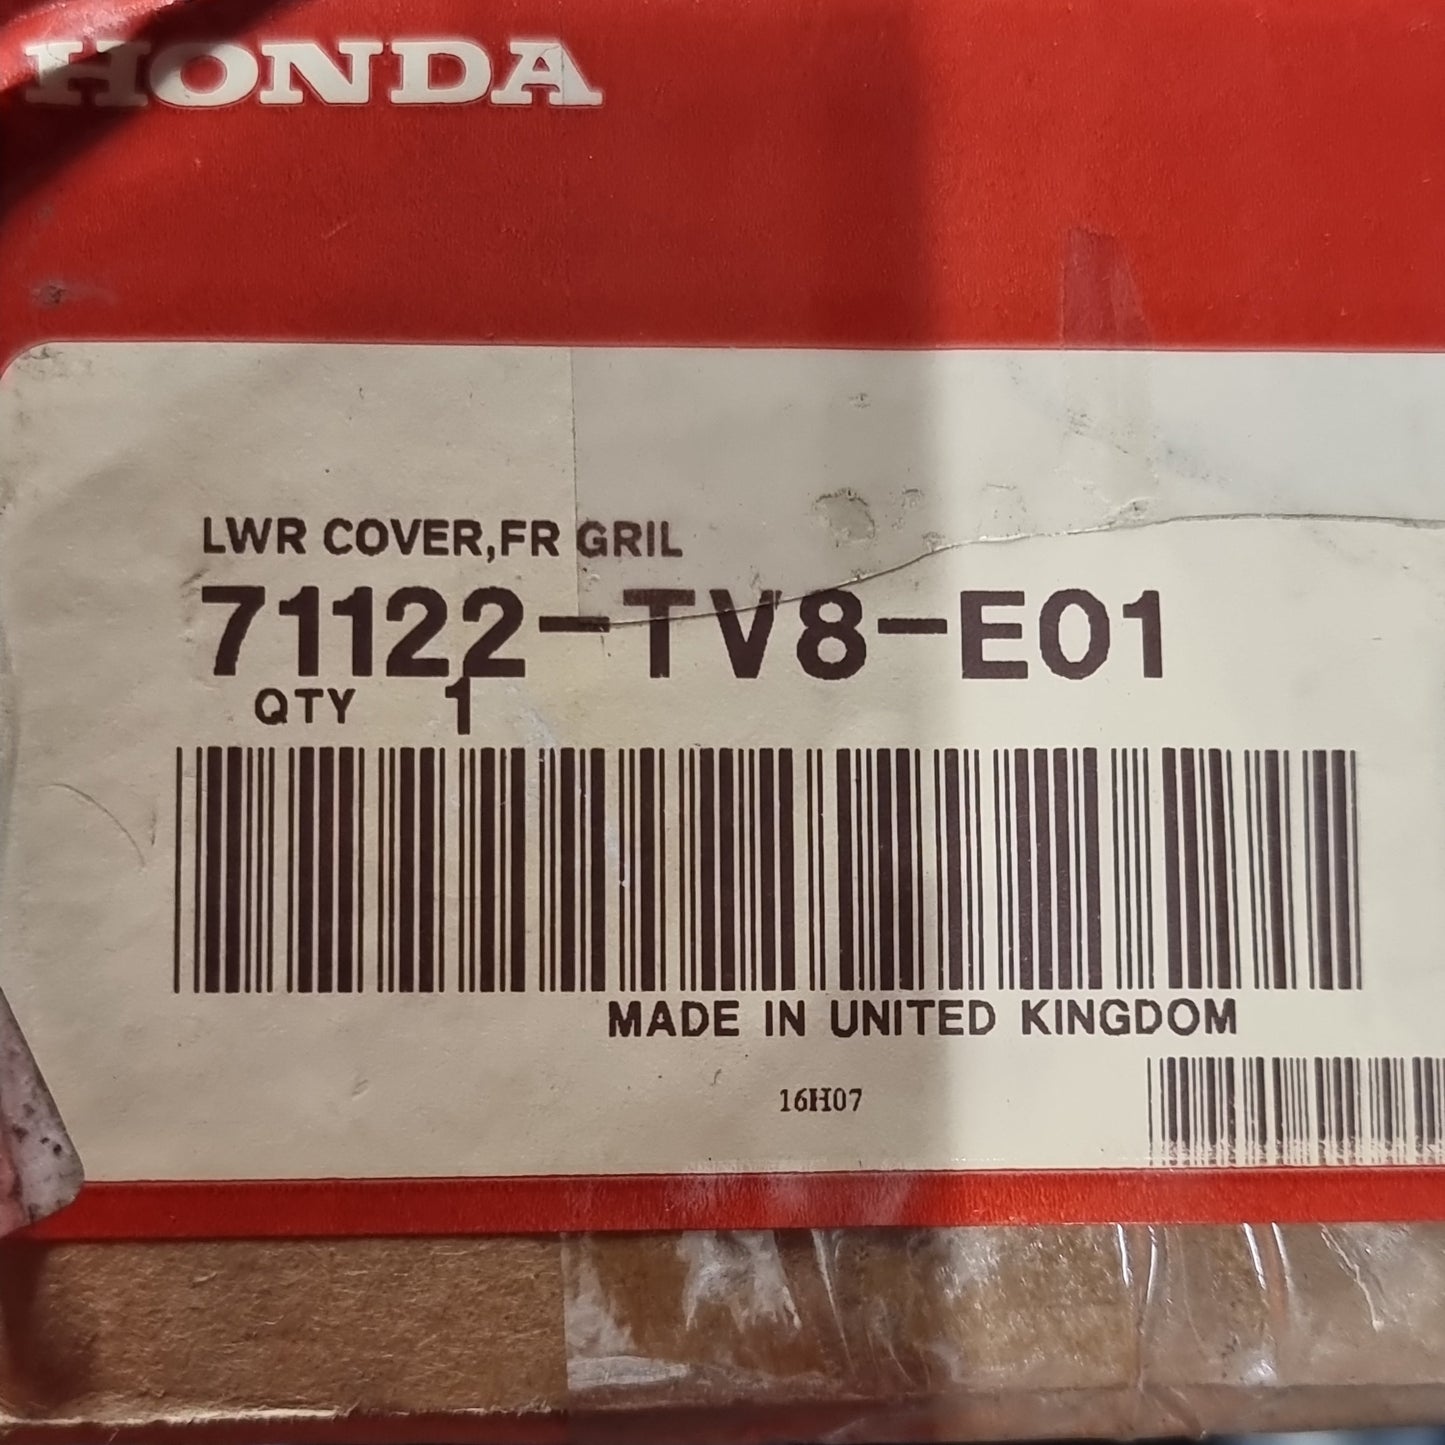 HONDA
LWR COVER,FR GRIL
71122-TV8-E01
QTY 1
MADE IN UNITED KINGDOM
16H07